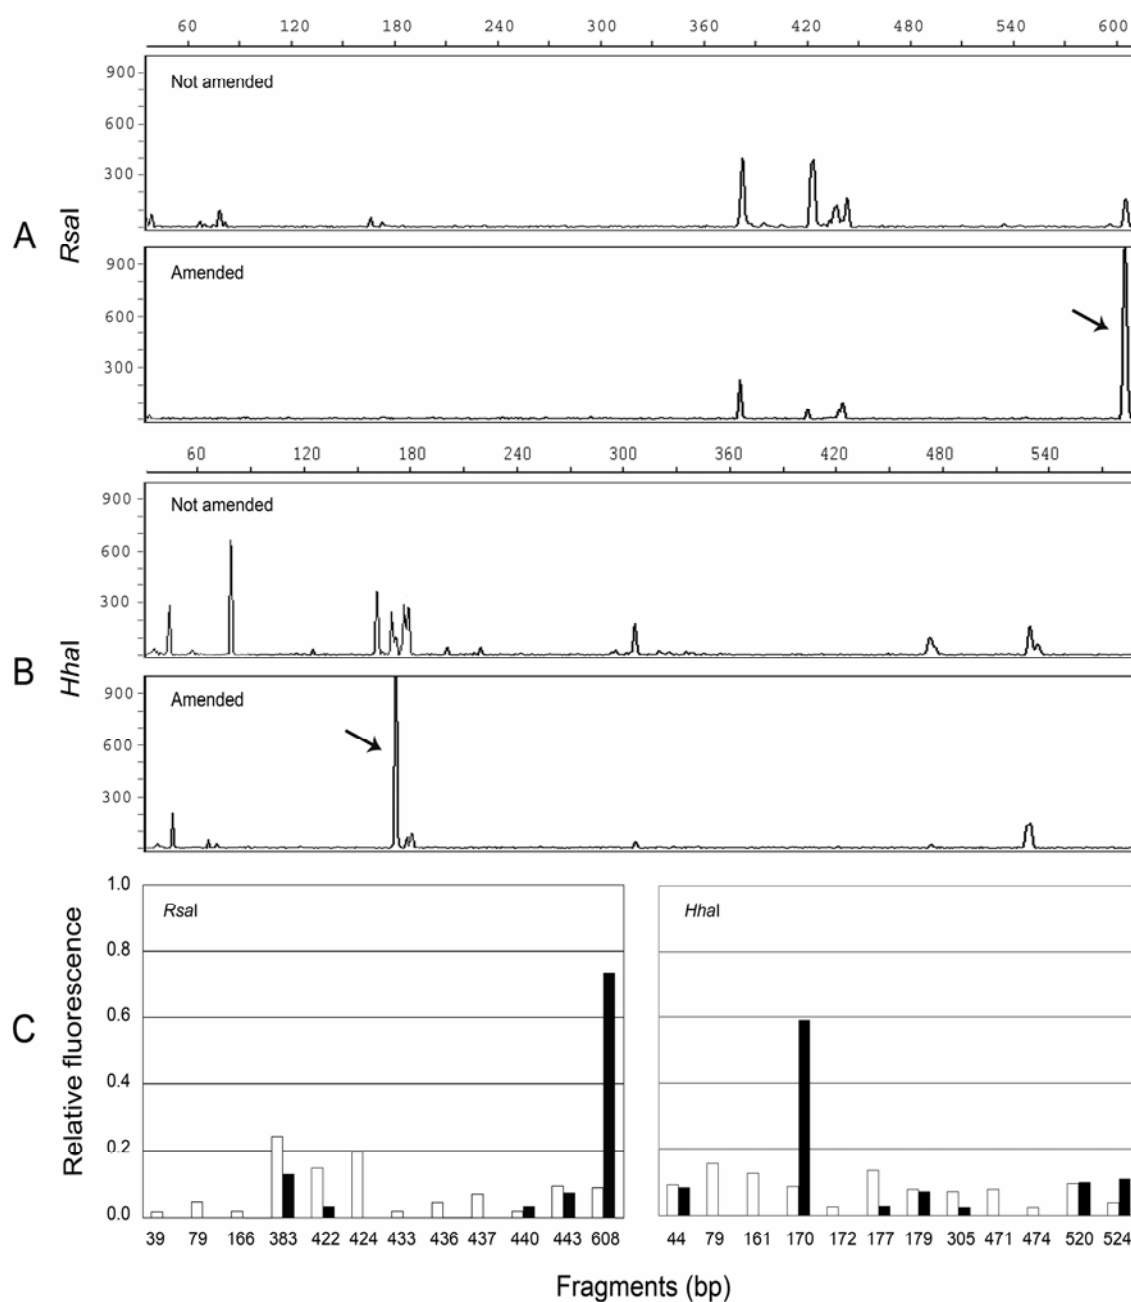 60 120 180 240 300 360 420 480 540 600
A
RsaI
900
600
300
Not amended
900
600
300
Amended
60 120 180 240 300 360 420 480 540
B
HhaI
900
600
300
Not amended
900
600
300
Amended
C
Relative fluorescence
1.0
0.8
0.6
0.4
0.2
0.0
RsaI
39 79 166 383 422 424 433 436 437 440 443 608
HhaI
44 79 161 170 172 177 179 305 471 474 520 524
Fragments (bp)